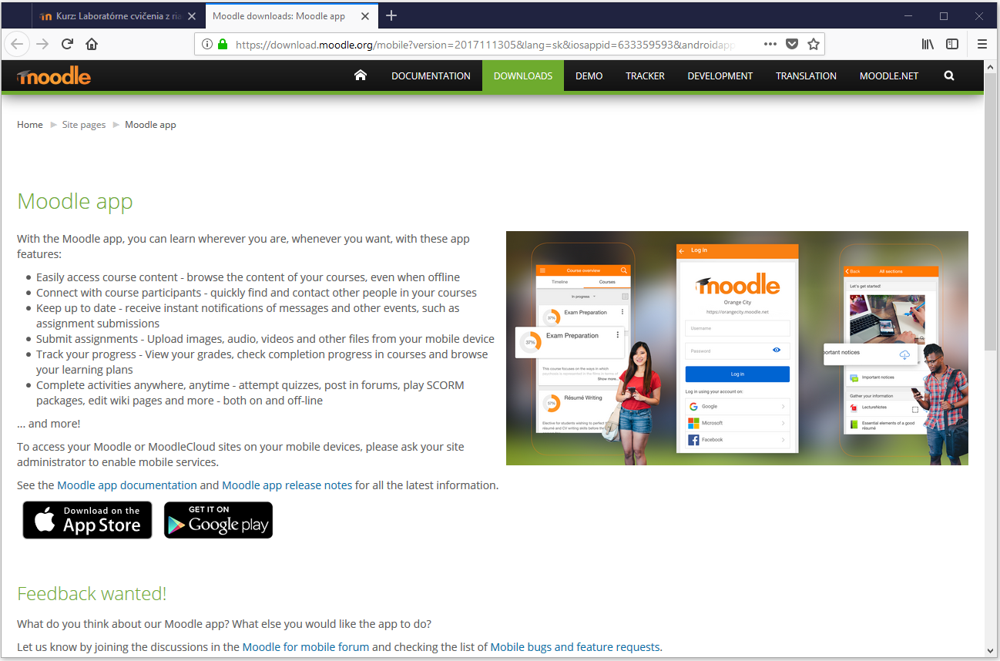 Kurz: Laboratórne cvičenia z ria
Moodle downloads: Moodle app
https://download.moodle.org/mobile?version=2017111305&lang=sk&iosappid=633359593&androidapp
moodle
DOCUMENTATION DOWNLOADS DEMO TRACKER DEVELOPMENT TRANSLATION MOODLE.NET
Home Site pages Moodle app
Moodle app
With the Moodle app, you can learn wherever you are, whenever you want, with these app
features:
Easily access course content - browse the content of your courses, even when offline
Connect with course participants - quickly find and contact other people in your courses
Keep up to date - receive instant notifications of messages and other events, such as
assignment submissions
Submit assignments - Upload images, audio, videos and other files from your mobile device
Track your progress - View your grades, check completion progress in courses and browse
your learning plans
Complete activities anywhere, anytime - attempt quizzes, post in forums, play SCORM
packages, edit wiki pages and more - both on and off-line
... and more!
To access your Moodle or MoodleCloud sites on your mobile devices, please ask your site
administrator to enable mobile services.
See the Moodle app documentation and Moodle app release notes for all the latest information.
Download on the
App Store
GET IT ON
Google play
Course overview
Timeline Courses
In progress
37% Exam Preparation
37% Exam Preparation
This course focuses on the ways in which
Show more...
57% Résumé Writing
Elective for students wishing to perfect
résumé and CV writing skills before the
Log in
moodle
Orange City
https://orangecity.moodle.net
Username
Password
Log in
Log in using your account on:
Google
Microsoft
Facebook
Back All sections
Let's get started!
portant notices
Important notices
Gather your information
LectureNotes
Essential elements of a good
résumé
Feedback wanted!
What do you think about our Moodle app? What else you would like the app to do?
Let us know by joining the discussions in the Moodle for mobile forum and checking the list of Mobile bugs and feature requests.